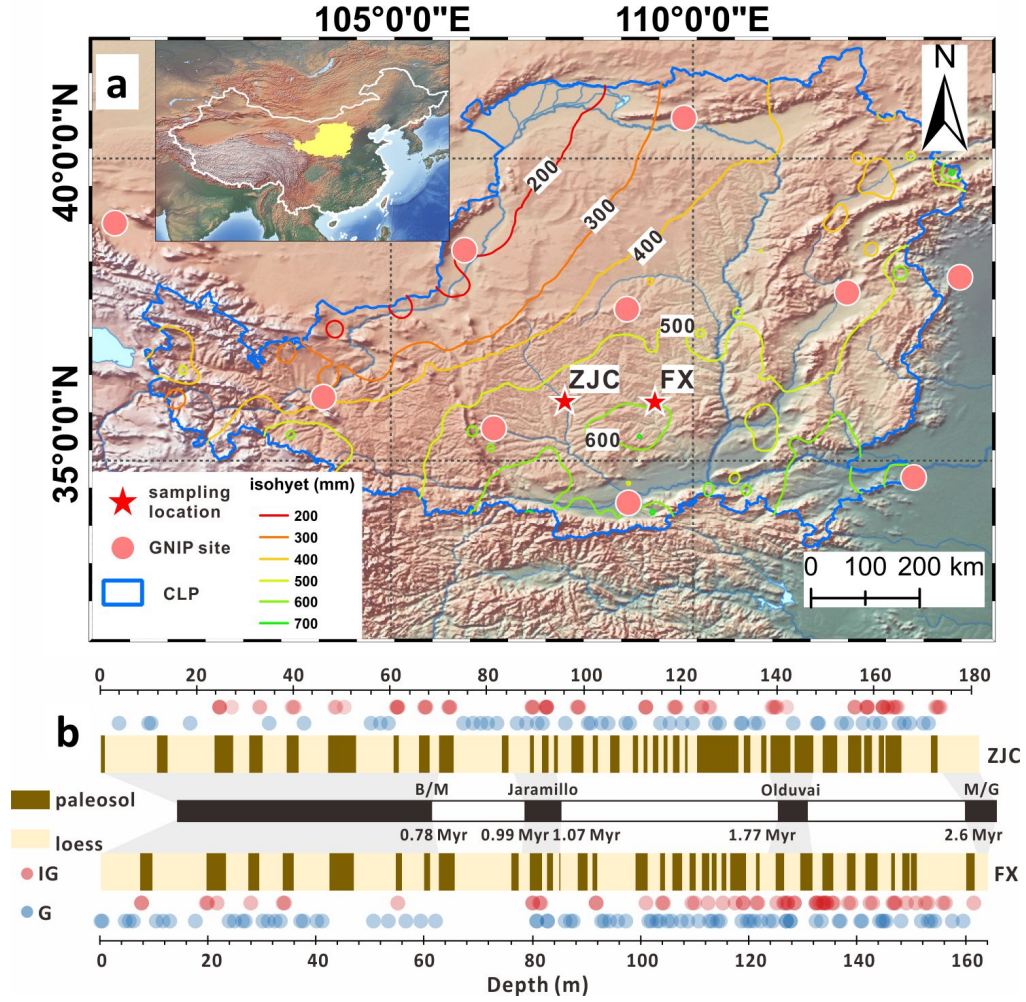 105°0'0"E
110°0'0"E
a
N
40°0'0"N
35°0'0"N
200
300
400
500
600
ZJC
FX
sampling location
GNIP site
CLP
isohyet (mm)
200
300
400
500
600
700
0 100 200 km
0 20 40 60 80 100 120 140 160 180
b
ZJC
paleosol
loess
IG
G
B/M
Jaramillo
Olduvai
M/G
0.78 Myr
0.99 Myr
1.07 Myr
1.77 Myr
2.6 Myr
FX
0 20 40 60 80 100 120 140 160
Depth (m)